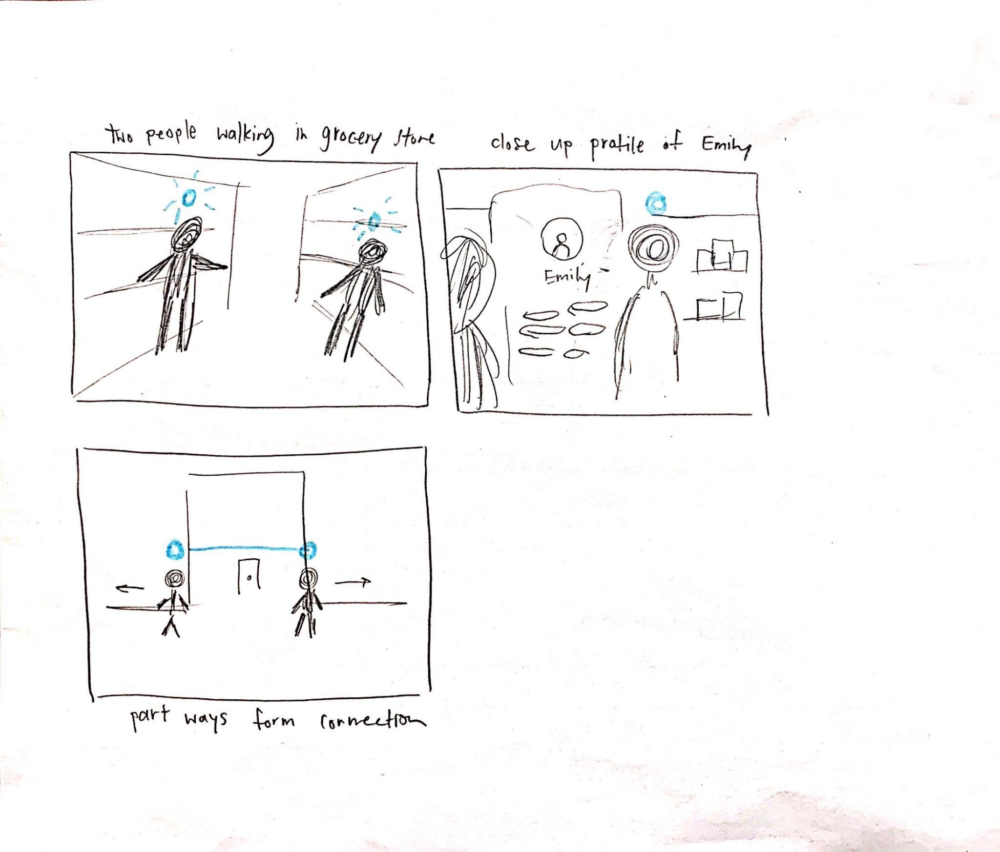 two people walking in grocery store
close up profile of Emily
Emily
part ways form connection